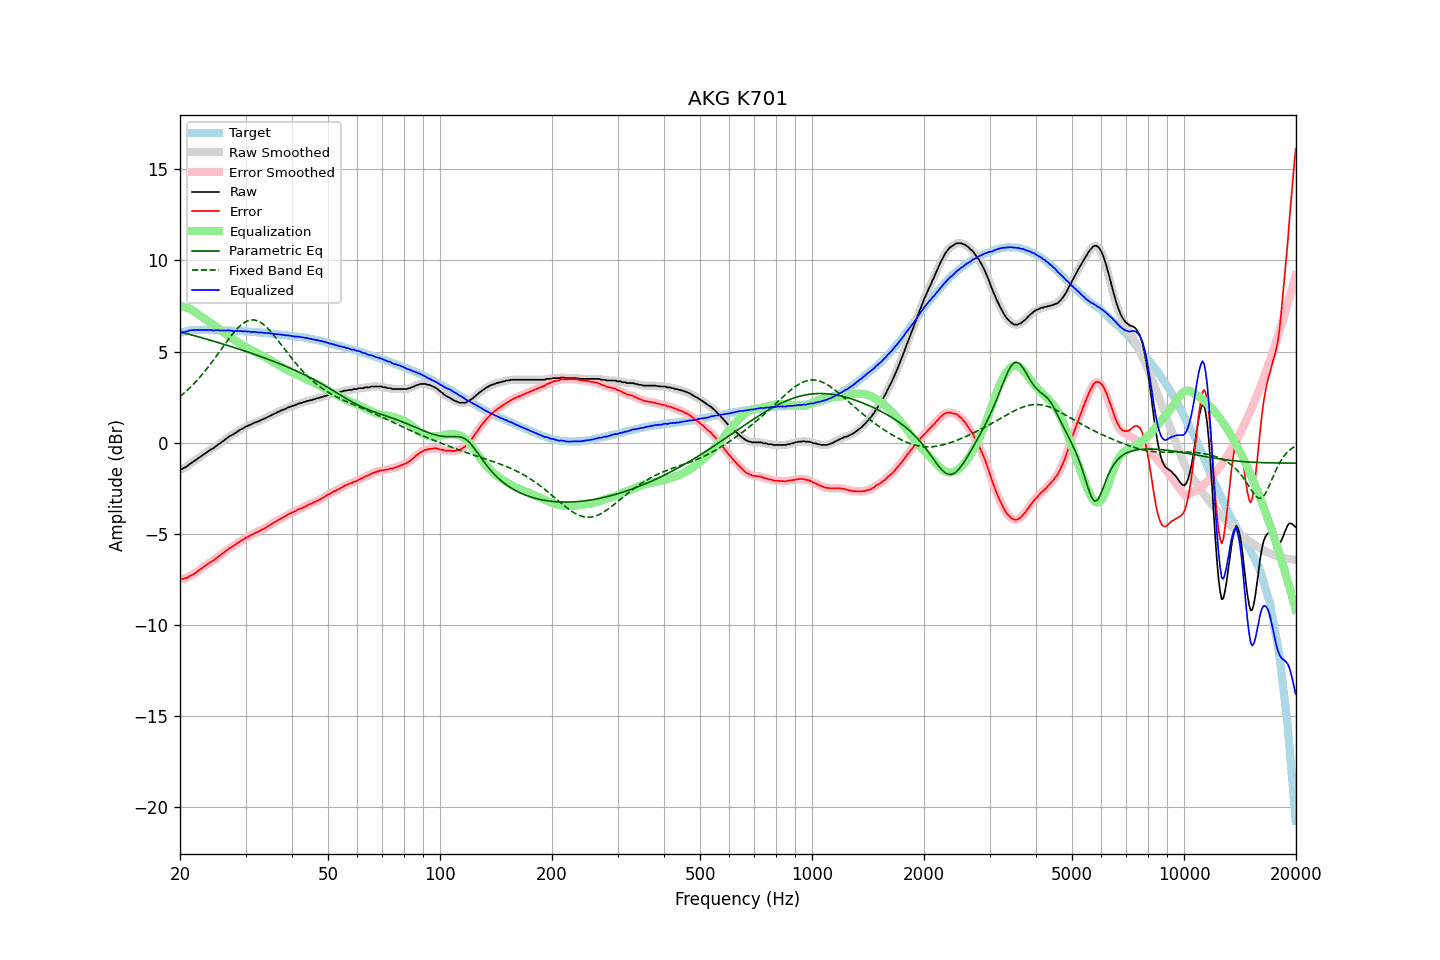 AKG K701
Target
Raw Smoothed
Error Smoothed
Raw
Error
Equalization
Parametric Eq
Fixed Band Eq
Equalized
15
10
5
0
−5
−10
−15
−20
Amplitude (dBr)
20 50 100 200 500 1000 2000 5000 10000 20000
Frequency (Hz)